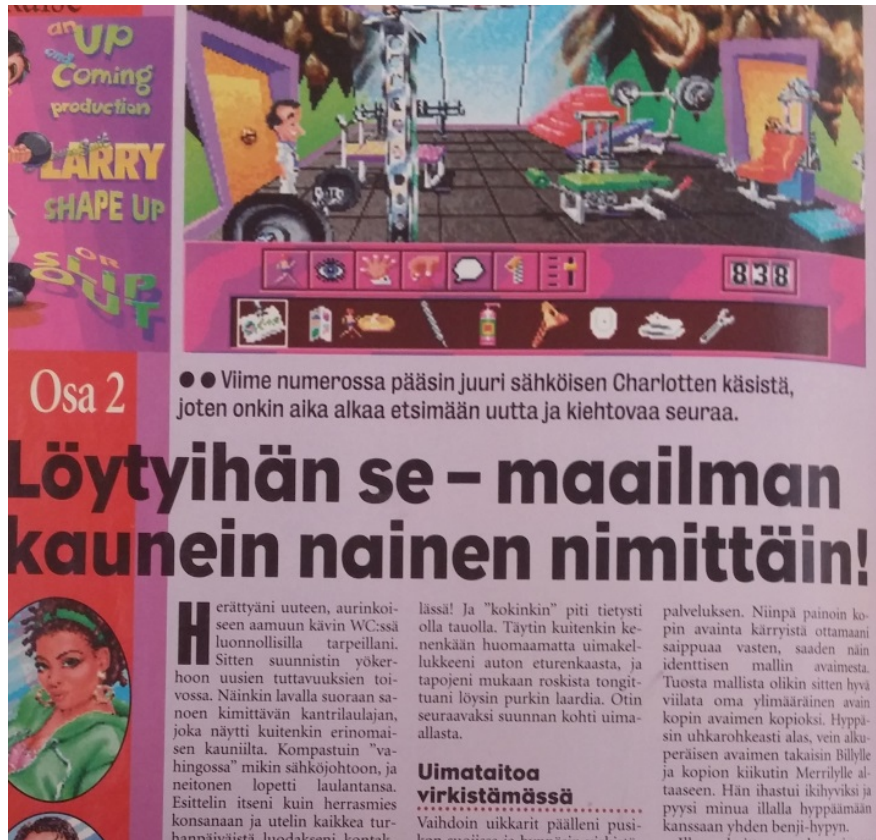 an UP
and Coming
production
LARRY
SHAPE UP
OR
SLIP
OUT
838
Osa 2
●● Viime numerossa pääsin juuri sähköisen Charlotten käsistä,
joten onkin aika alkaa etsimään uutta ja kiehtovaa seuraa.
Löytyihän se – maailman
kaunein nainen nimittäin!
Herättyäni uuteen, aurinkoi-
seen aamuun kävin WC:ssä
luonnollisilla tarpeillani.
Sitten suunnistin yöker-
hoon uusien tuttavuuksien toi-
vossa. Näinkin lavalla suoraan sa-
noen kimittävän kantrilaulajan,
joka näytti kuitenkin erinomai-
sen kauniilta. Kompastuin "va-
hingossa" mikin sähköjohtoon, ja
neitonen lopetti laulantansa.
Esittelin itseni kuin herrasmies
konsanaan ja utelin kaikkea tur-
hanpäiväistä luodakseni kontak-
lässä! Ja "kokinkin" piti tietysti
olla tauolla. Täytin kuitenkin ke-
nenkään huomaamatta uimakel-
lukkeeni auton eturenkaasta, ja
tapojeni mukaan roskista tongit-
tuani löysin purkin laardia. Otin
seuraavaksi suunnan kohti uima-
allasta.
Uimataitoa
virkistämässä
Vaihdoin uikkarit päälleni pusi-
palveluksen. Niinpä painoin ko-
pin avainta kärryistä ottamaani
saippuaa vasten, saaden näin
identtisen mallin avaimesta.
Tuosta mallista olikin sitten hyvä
viilata oma ylimääräinen avain
kopin avaimen kopioksi. Hyppä-
sin uhkarohkeasti alas, vein alku-
peräisen avaimen takaisin Billylle
ja kopion kiikutin Merrilylle al-
taaseen. Hän ihastui ikihyviksi ja
pyysi minua illalla hyppäämään
kanssaan yhden benji-hypyn.